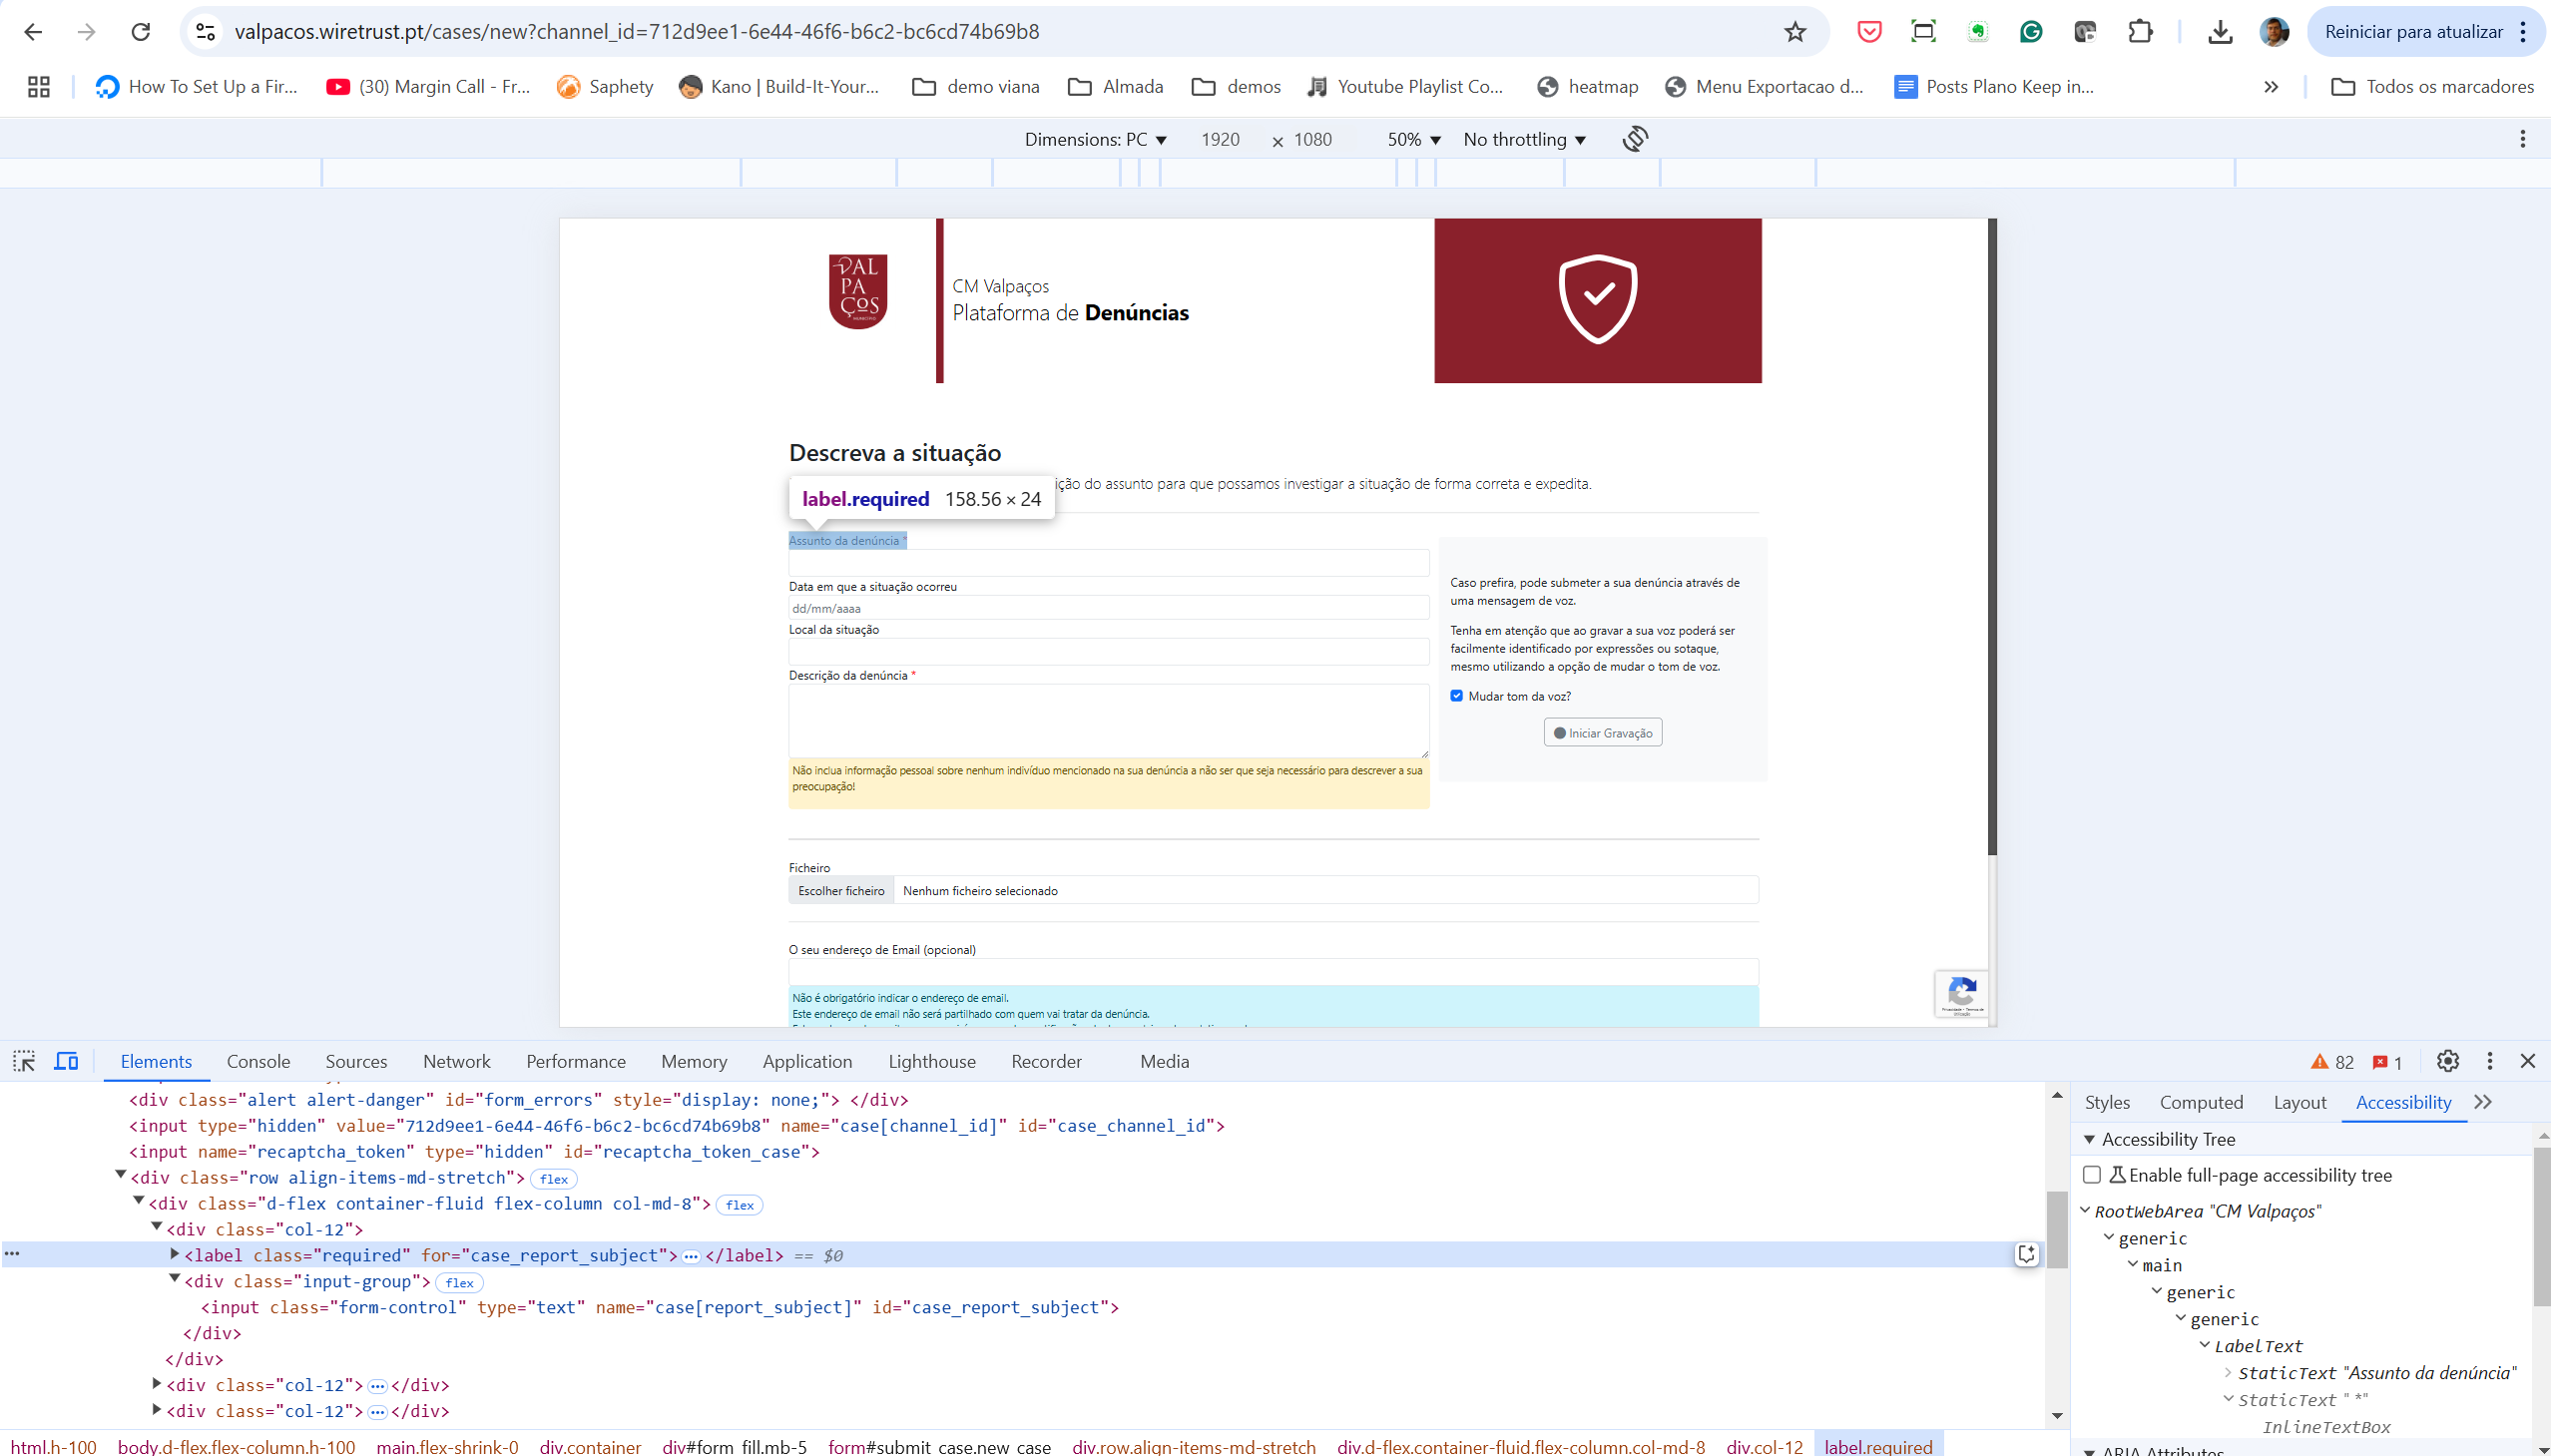 valpacos.wiretrust.pt/cases/new?channel_id=712d9ee1-6e44-46f6-b6c2-bc6cd74b69b8
Reiniciar para atualizar
How To Set Up a Fir...
(30) Margin Call - Fr...
Saphety
Kano | Build-It-Your...
demo viana
Almada
demos
Youtube Playlist Co...
heatmap
Menu Exportacao d...
Posts Plano Keep in...
Todos os marcadores
Dimensions: PC
1920 × 1080
50%
No throttling
VAL
PA
ÇOS
CM Valpaços
Plataforma de Denúncias
Descreva a situação
ição do assunto para que possamos investigar a situação de forma correta e expedita.
label.required 158.56 × 24
Assunto da denúncia *
Data em que a situação ocorreu
dd/mm/aaaa
Local da situação
Descrição da denúncia *
Não inclua informação pessoal sobre nenhum indivíduo mencionado na sua denúncia a não ser que seja necessário para descrever a sua
preocupação!
Caso prefira, pode submeter a sua denúncia através de
uma mensagem de voz.
Tenha em atenção que ao gravar a sua voz poderá ser
facilmente identificado por expressões ou sotaque,
mesmo utilizando a opção de mudar o tom de voz.
Mudar tom da voz?
Iniciar Gravação
Ficheiro
Escolher ficheiro Nenhum ficheiro selecionado
O seu endereço de Email (opcional)
Não é obrigatório indicar o endereço de email.
Este endereço de email não será partilhado com quem vai tratar da denúncia.
Elements Console Sources Network Performance Memory Application Lighthouse Recorder Media
82 1
<div class="alert alert-danger" id="form_errors" style="display: none;"> </div>
<input type="hidden" value="712d9ee1-6e44-46f6-b6c2-bc6cd74b69b8" name="case[channel_id]" id="case_channel_id">
<input name="recaptcha_token" type="hidden" id="recaptcha_token_case">
<div class="row align-items-md-stretch"> flex
<div class="d-flex container-fluid flex-column col-md-8"> flex
<div class="col-12">
<label class="required" for="case_report_subject"> ... </label> == $0
<div class="input-group"> flex
<input class="form-control" type="text" name="case[report_subject]" id="case_report_subject">
</div>
</div>
<div class="col-12"> ... </div>
<div class="col-12"> ... </div>
html.h-100 body.d-flex.flex-column.h-100 main.flex-shrink-0 div.container div#form_fill.mb-5 form#submit_case.new_case div.row.align-items-md-stretch div.d-flex.container-fluid.flex-column.col-md-8 div.col-12 label.required
Styles Computed Layout Accessibility
Accessibility Tree
Enable full-page accessibility tree
RootWebArea "CM Valpaços"
generic
main
generic
generic
LabelText
StaticText "Assunto da denúncia"
StaticText " *"
InlineTextBox
ARIA Attributes